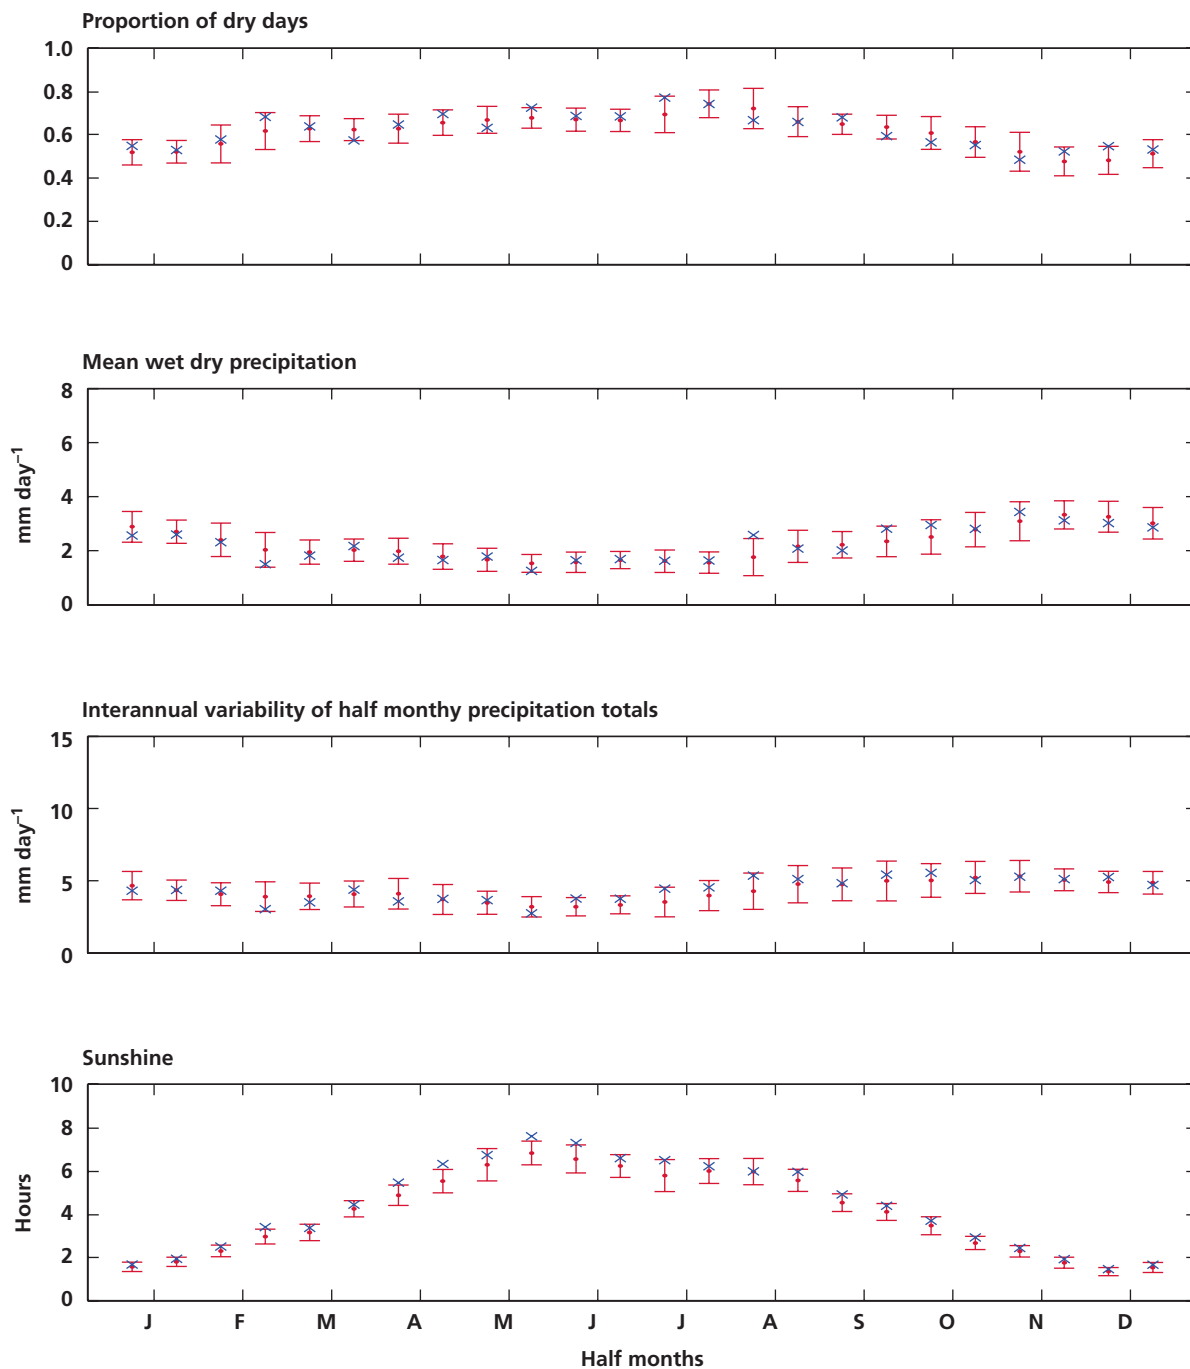 Proportion of dry days
1.0
0.8
0.6
0.4
0.2
0
Mean wet dry precipitation
mm day⁻¹
8
6
4
2
0
Interannual variability of half monthy precipitation totals
mm day⁻¹
15
10
5
0
Sunshine
Hours
10
8
6
4
2
0
J F M A M J J A S O N D
Half months